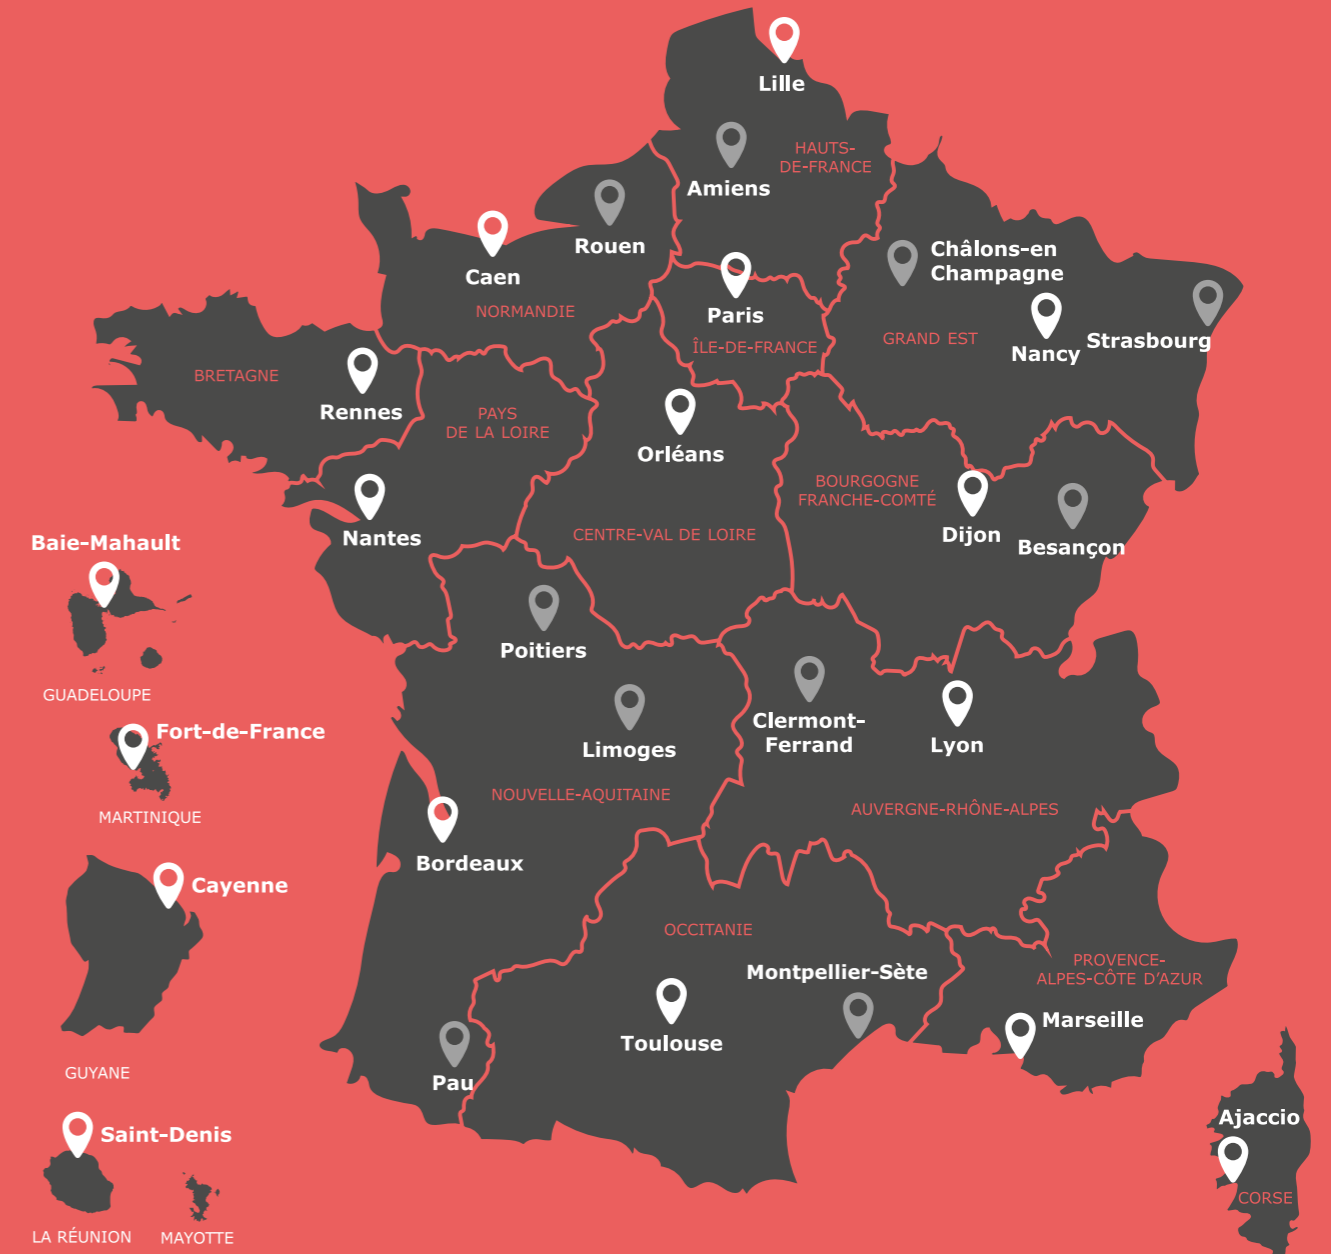 Lille
HAUTS-
DE-FRANCE
Amiens
Rouen
Caen
NORMANDIE
Châlons-en
Champagne
Paris
ÎLE-DE-FRANCE
GRAND EST
Nancy
Strasbourg
BRETAGNE
Rennes
PAYS
DE LA LOIRE
Orléans
BOURGOGNE
FRANCHE-COMTÉ
Nantes
CENTRE-VAL DE LOIRE
Dijon
Besançon
Baie-Mahault
GUADELOUPE
Poitiers
Limoges
Clermont-
Ferrand
Lyon
Fort-de-France
MARTINIQUE
NOUVELLE-AQUITAINE
AUVERGNE-RHÔNE-ALPES
Bordeaux
Cayenne
GUYANE
OCCITANIE
Montpellier-Sète
PROVENCE-
ALPES-CÔTE D'AZUR
Marseille
Toulouse
Pau
Saint-Denis
LA RÉUNION
MAYOTTE
Ajaccio
CORSE